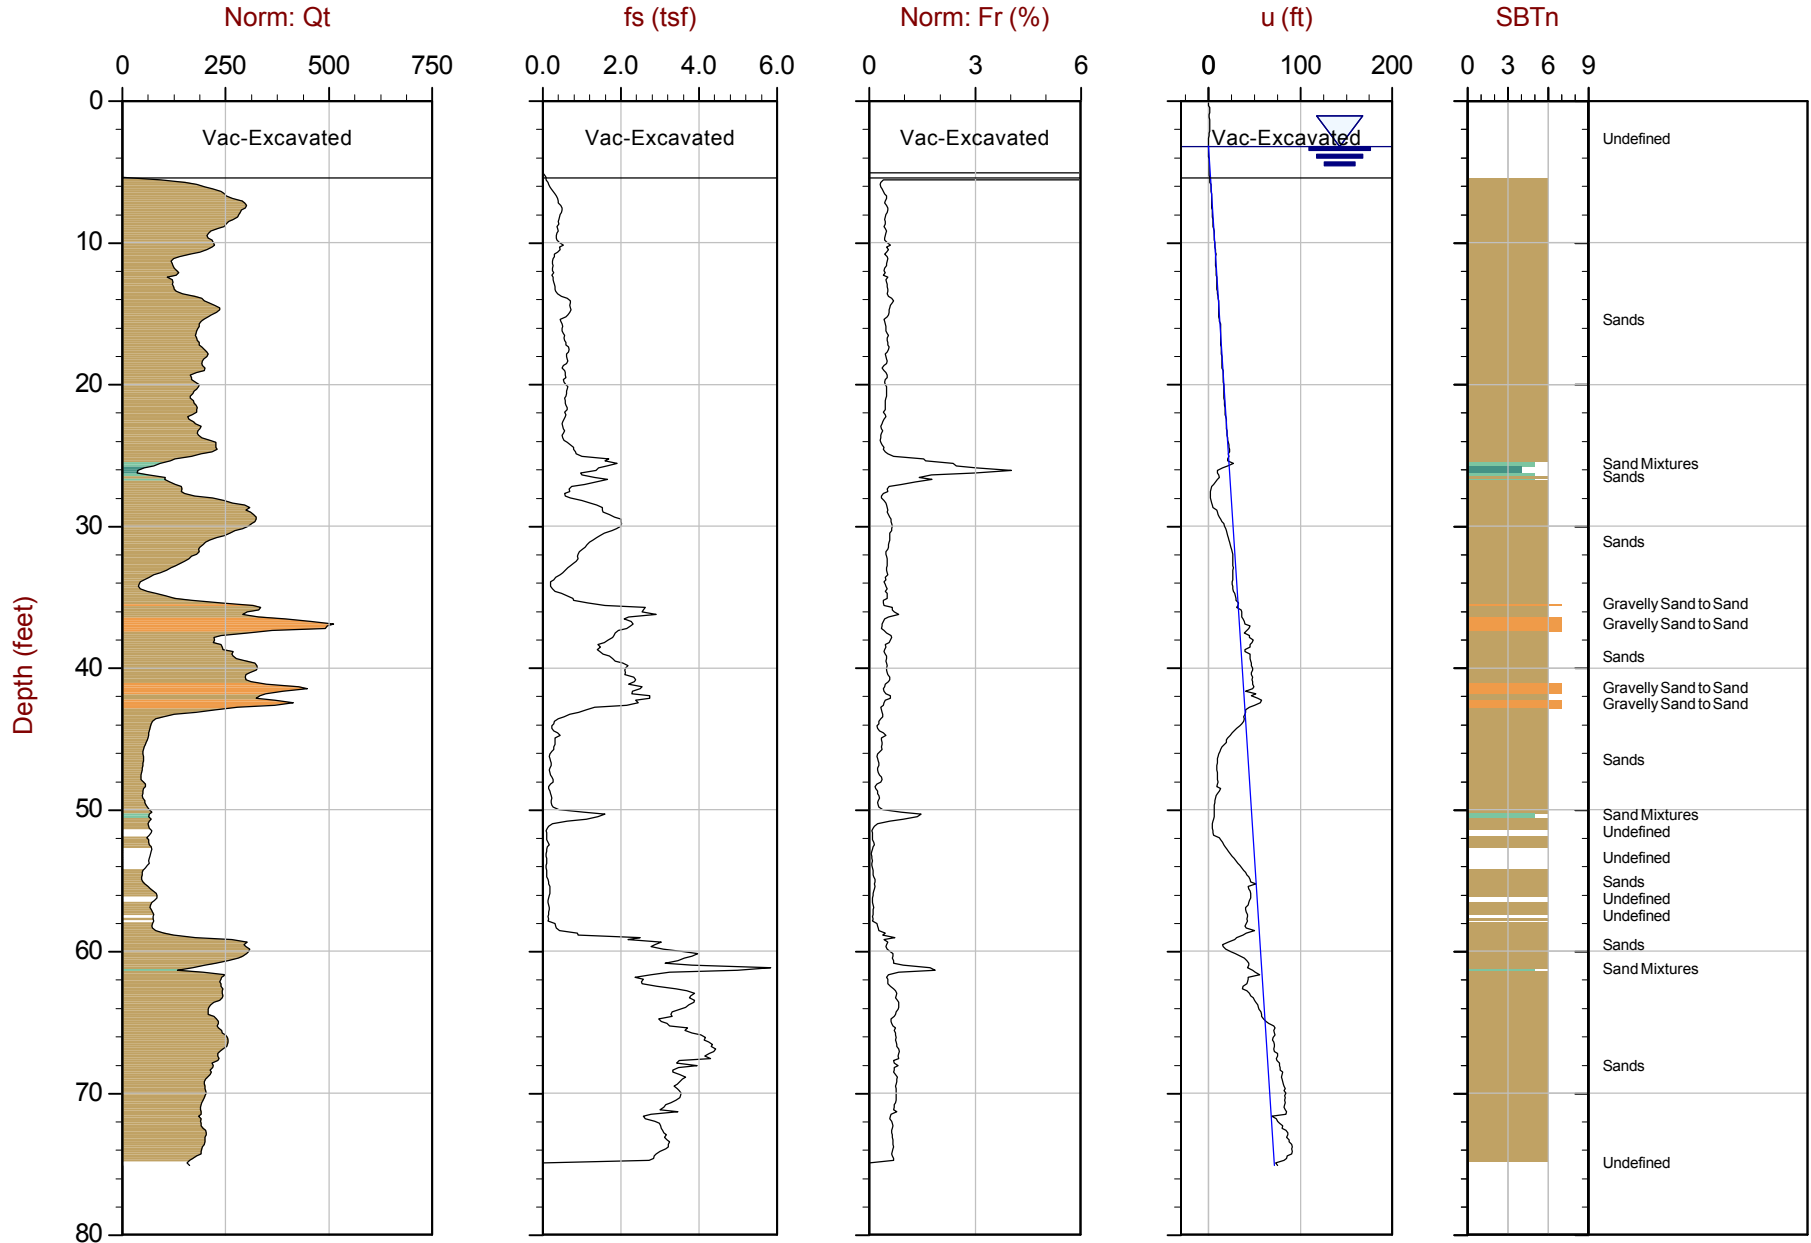 Norm: Qt fs (tsf) Norm: Fr (%) u (ft) SBTn
0 250 500 750 0.0 2.0 4.0 6.0 0 3 6 0 100 200 0 3 6 9
0
Vac-Excavated Vac-Excavated Vac-Excavated Vac-Excavated Undefined
10
Sands
20
Sand Mixtures
Sands
30
Sands
Gravelly Sand to Sand
Gravelly Sand to Sand
Sands
40
Depth (feet)
Gravelly Sand to Sand
Gravelly Sand to Sand
Sands
50
Sand Mixtures
Undefined
Undefined
Sands
Undefined
Undefined
Sands
60
Sand Mixtures
Sands
70
Undefined
80